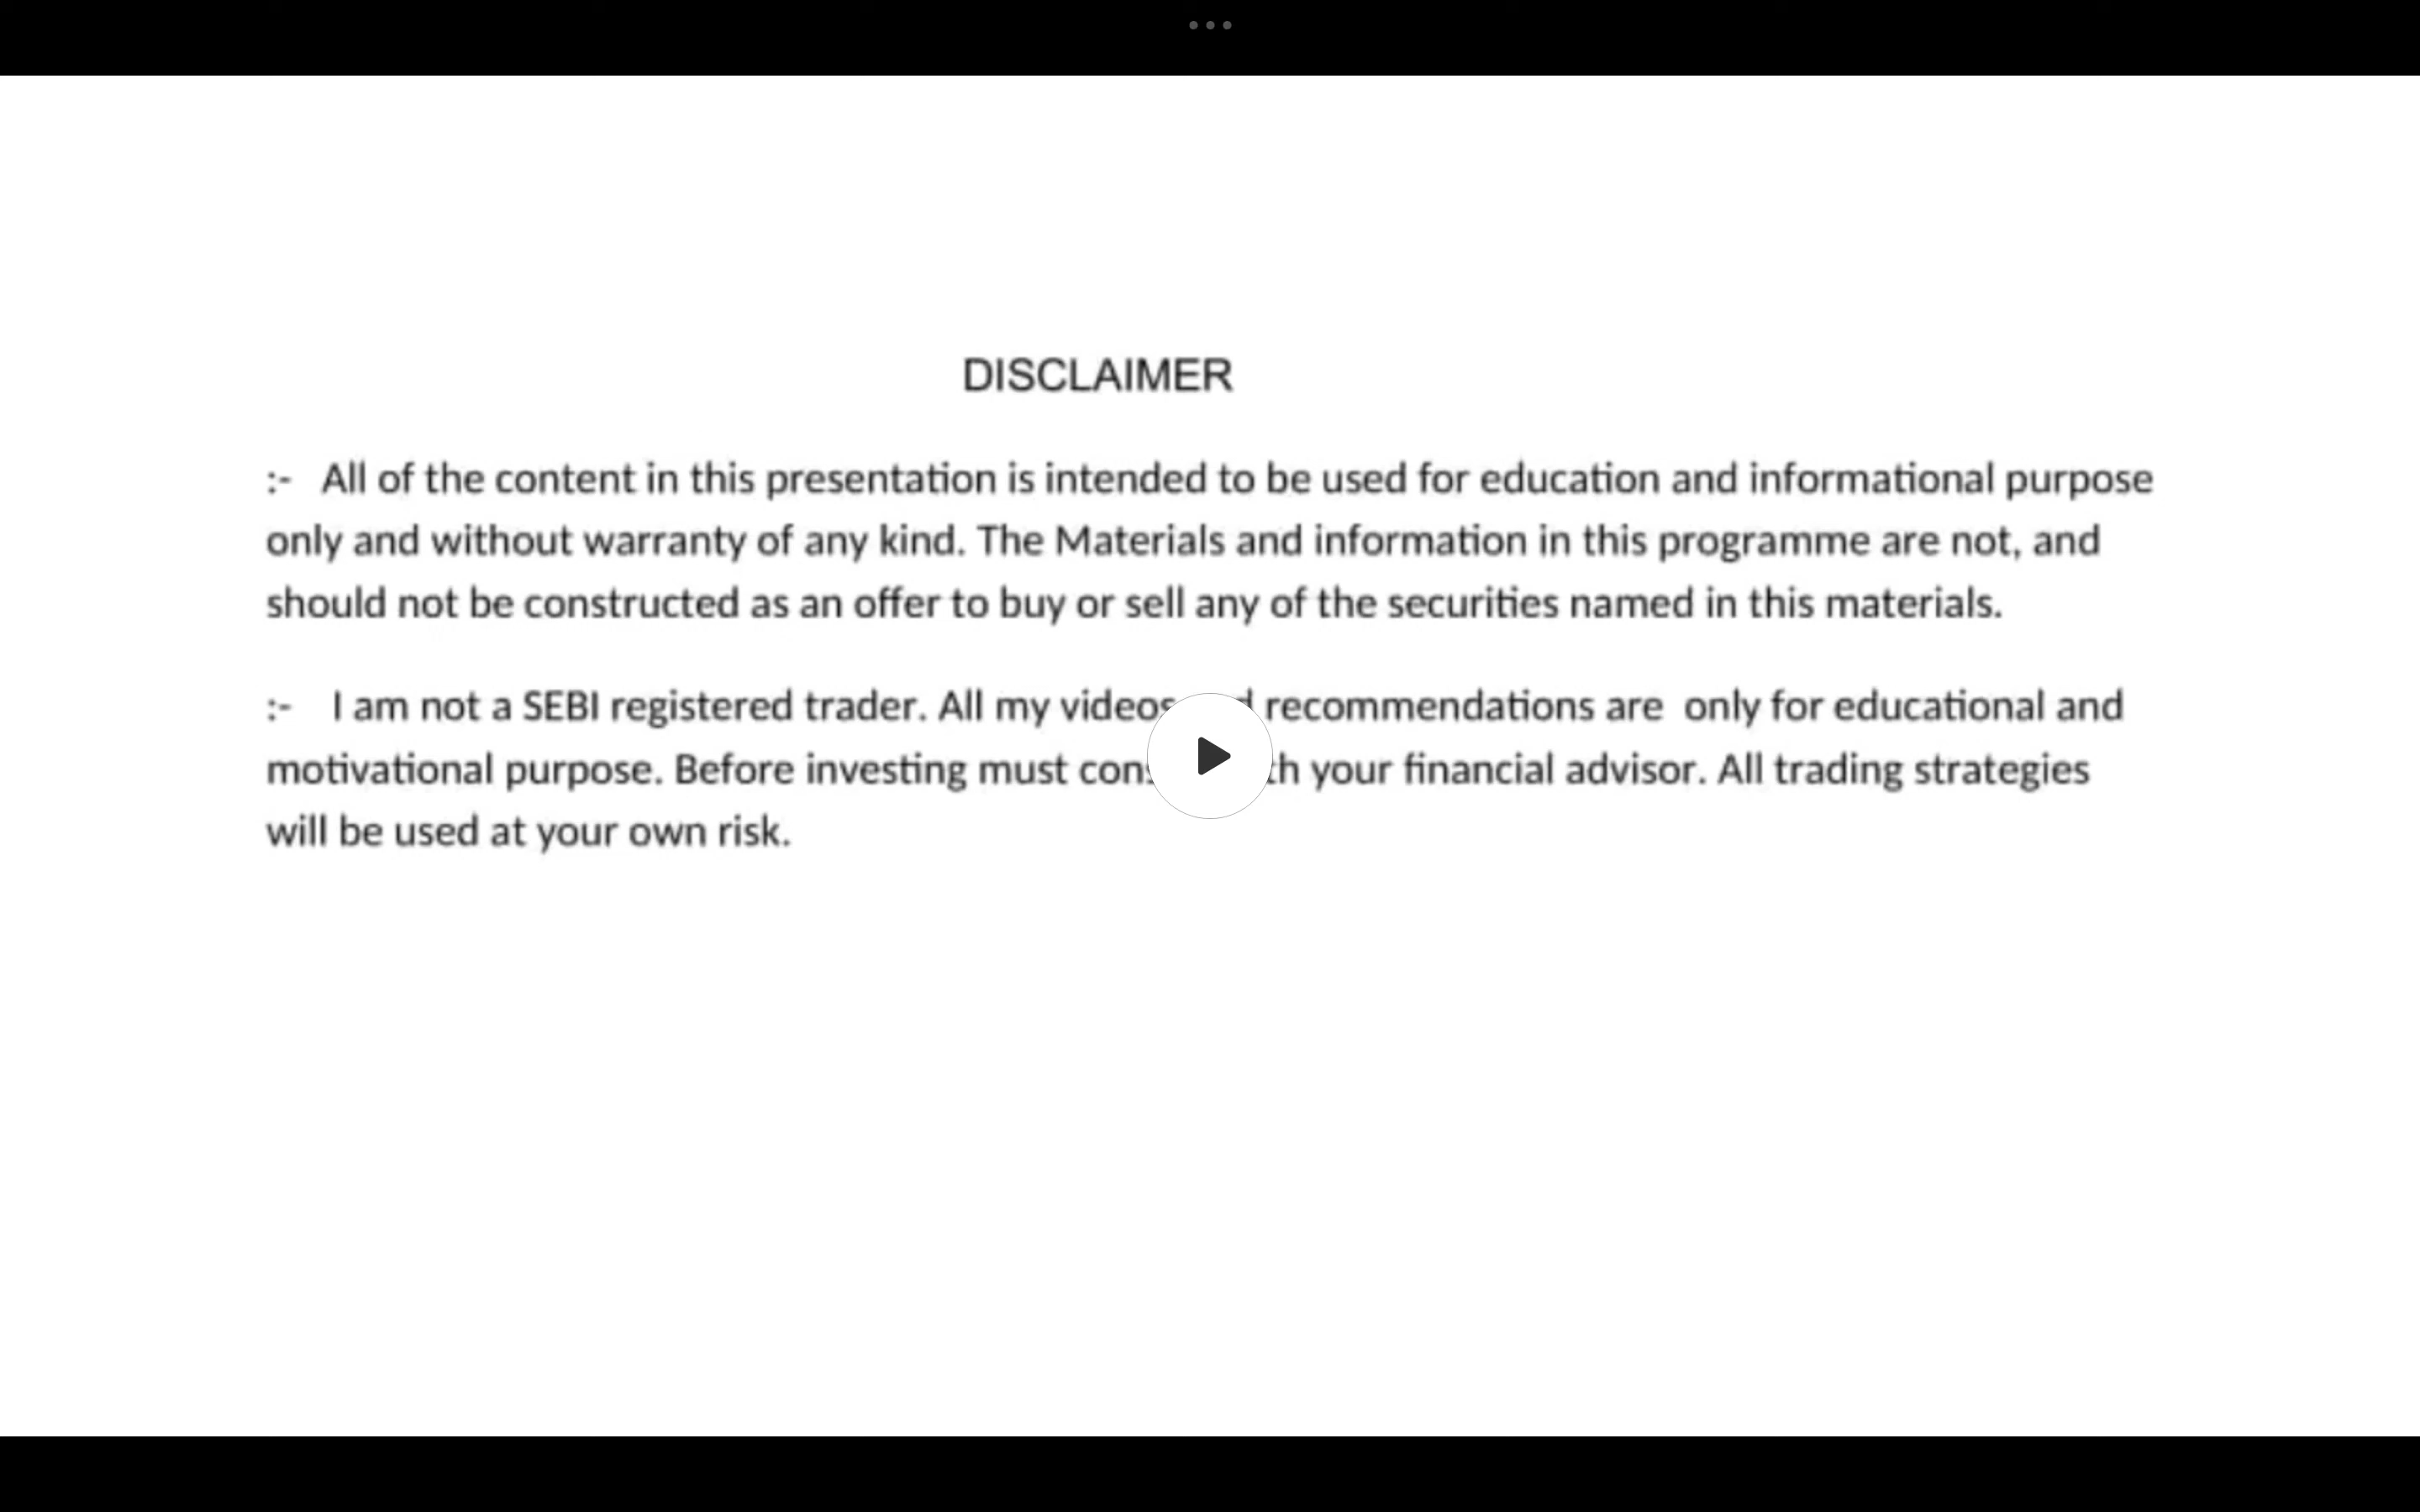 DISCLAIMER
:- All of the content in this presentation is intended to be used for education and informational purpose
only and without warranty of any kind. The Materials and information in this programme are not, and
should not be constructed as an offer to buy or sell any of the securities named in this materials.
:- I am not a SEBI registered trader. All my videos recommendations are only for educational and
motivational purpose. Before investing must your financial advisor. All trading strategies
will be used at your own risk.